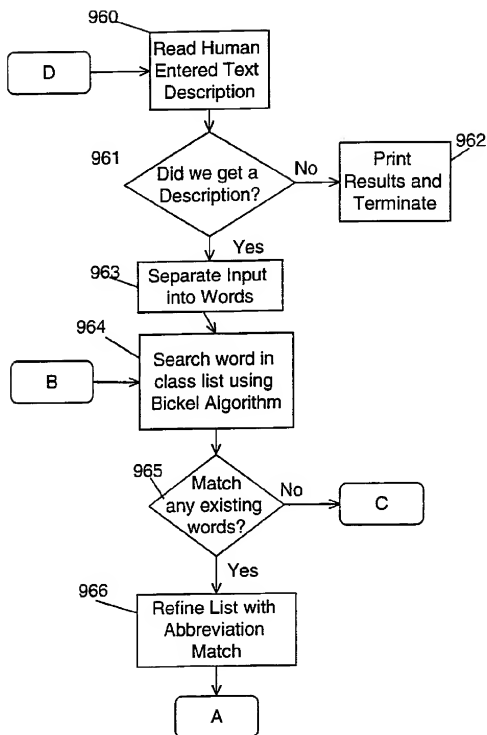 960
Read Human
Entered Text
Description
D
961
Did we get a
Description?
No
962
Print
Results and
Terminate
Yes
963
Separate Input
into Words
964
Search word in
class list using
Bickel Algorithm
B
965
Match
any existing
words?
No
C
Yes
966
Refine List with
Abbreviation
Match
A